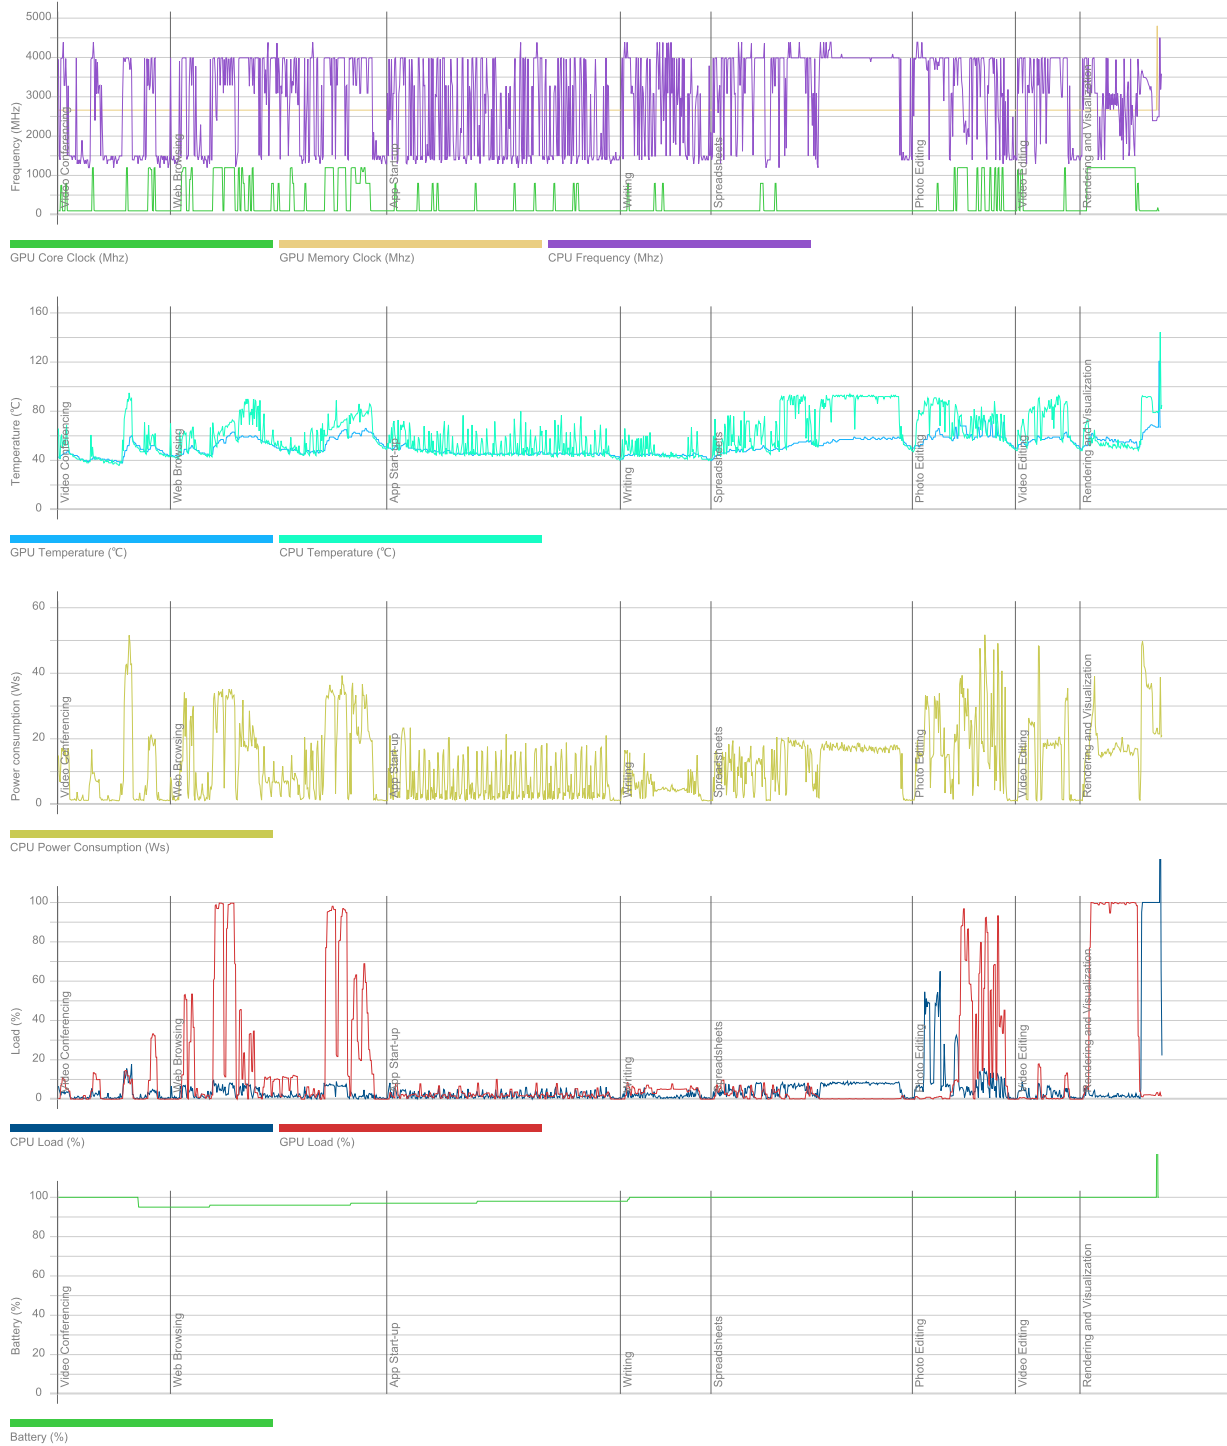 Frequency (MHz)
5000
4000
3000
2000
1000
0
Video Conferencing
Web Browsing
App Start-up
Writing
Spreadsheets
Photo Editing
Video Editing
Rendering and Visualization
GPU Core Clock (Mhz)
GPU Memory Clock (Mhz)
CPU Frequency (Mhz)
Temperature (℃)
160
120
80
40
0
Video Conferencing
Web Browsing
App Start-up
Writing
Spreadsheets
Photo Editing
Video Editing
Rendering and Visualization
GPU Temperature (℃)
CPU Temperature (℃)
Power consumption (Ws)
60
40
20
0
Video Conferencing
Web Browsing
App Start-up
Writing
Spreadsheets
Photo Editing
Video Editing
Rendering and Visualization
CPU Power Consumption (Ws)
Load (%)
100
80
60
40
20
0
Video Conferencing
Web Browsing
App Start-up
Writing
Spreadsheets
Photo Editing
Video Editing
Rendering and Visualization
CPU Load (%)
GPU Load (%)
Battery (%)
100
80
60
40
20
0
Video Conferencing
Web Browsing
App Start-up
Writing
Spreadsheets
Photo Editing
Video Editing
Rendering and Visualization
Battery (%)